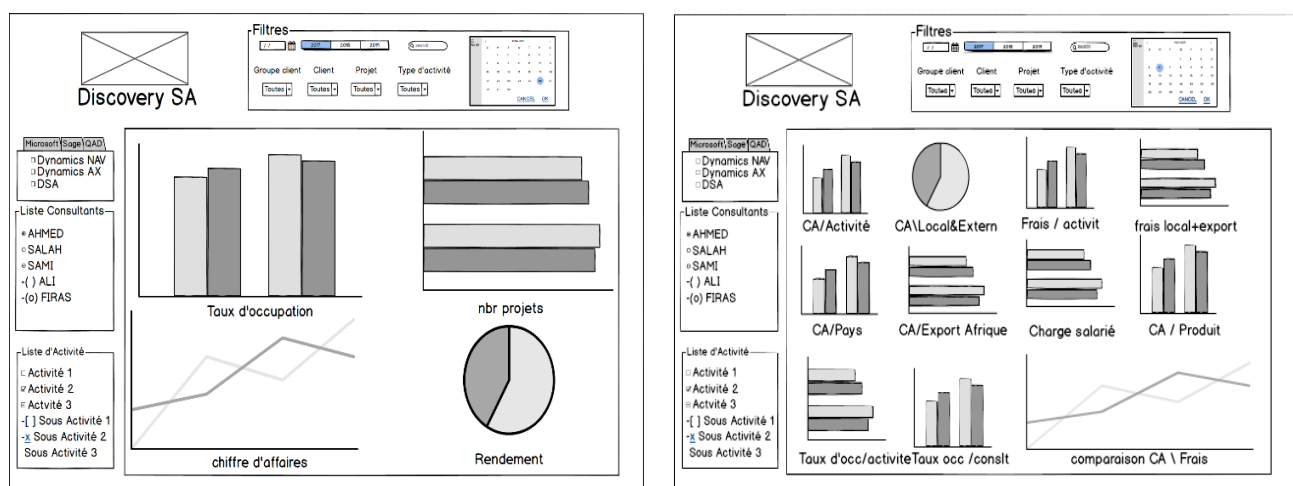 Filtres
/ /
2017 2018 2019
search
Groupe client Client Projet Type d'activité
Toutes Toutes Toutes Toutes
CANCEL OK
Discovery SA
Microsoft Sage QAD
Dynamics NAV
Dynamics AX
DSA
Liste Consultants
AHMED
SALAH
SAMI
-( ) ALI
-(o) FIRAS
Liste d'Activité
Activité 1
Activité 2
Actvité 3
-[ ] Sous Activité 1
-x Sous Activité 2
Sous Activité 3
Taux d'occupation
nbr projets
chiffre d'affaires
Rendement
Filtres
/ /
2017 2018 2019
search
Groupe client Client Projet Type d'activité
Toutes Toutes Toutes Toutes
CANCEL OK
Discovery SA
Microsoft Sage QAD
Dynamics NAV
Dynamics AX
DSA
Liste Consultants
AHMED
SALAH
SAMI
-( ) ALI
-(o) FIRAS
Liste d'Activité
Activité 1
Activité 2
Actvité 3
-[ ] Sous Activité 1
-x Sous Activité 2
Sous Activité 3
CA/Activité
CA\Local&Extern
Frais / activit
frais local+export
CA/Pays
CA/Export Afrique
Charge salarié
CA / Produit
Taux d'occ/activite
Taux occ /conslt
comparaison CA \ Frais